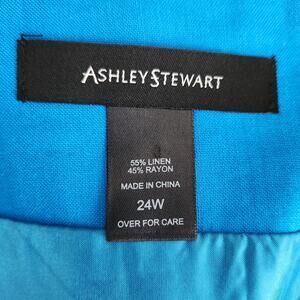 ASHLEY STEWART
55% LINEN
45% RAYON
MADE IN CHINA
24W
OVER FOR CARE